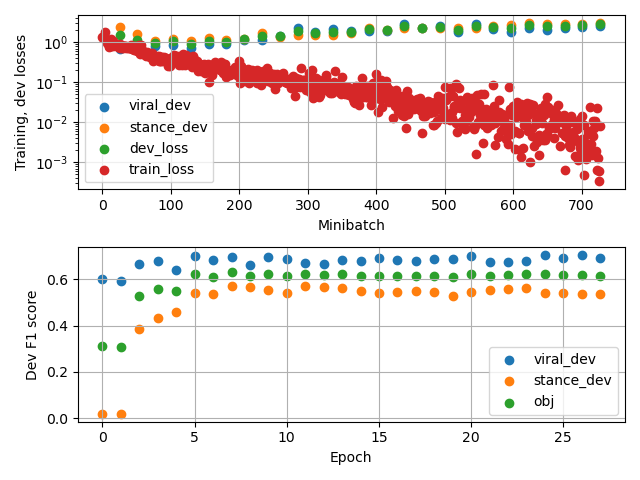 Training, dev losses
10⁰
10⁻¹
10⁻²
10⁻³
viral_dev
stance_dev
dev_loss
train_loss
0 100 200 300 400 500 600 700
Minibatch
Dev F1 score
0.6
0.4
0.2
0.0
viral_dev
stance_dev
obj
0 5 10 15 20 25
Epoch